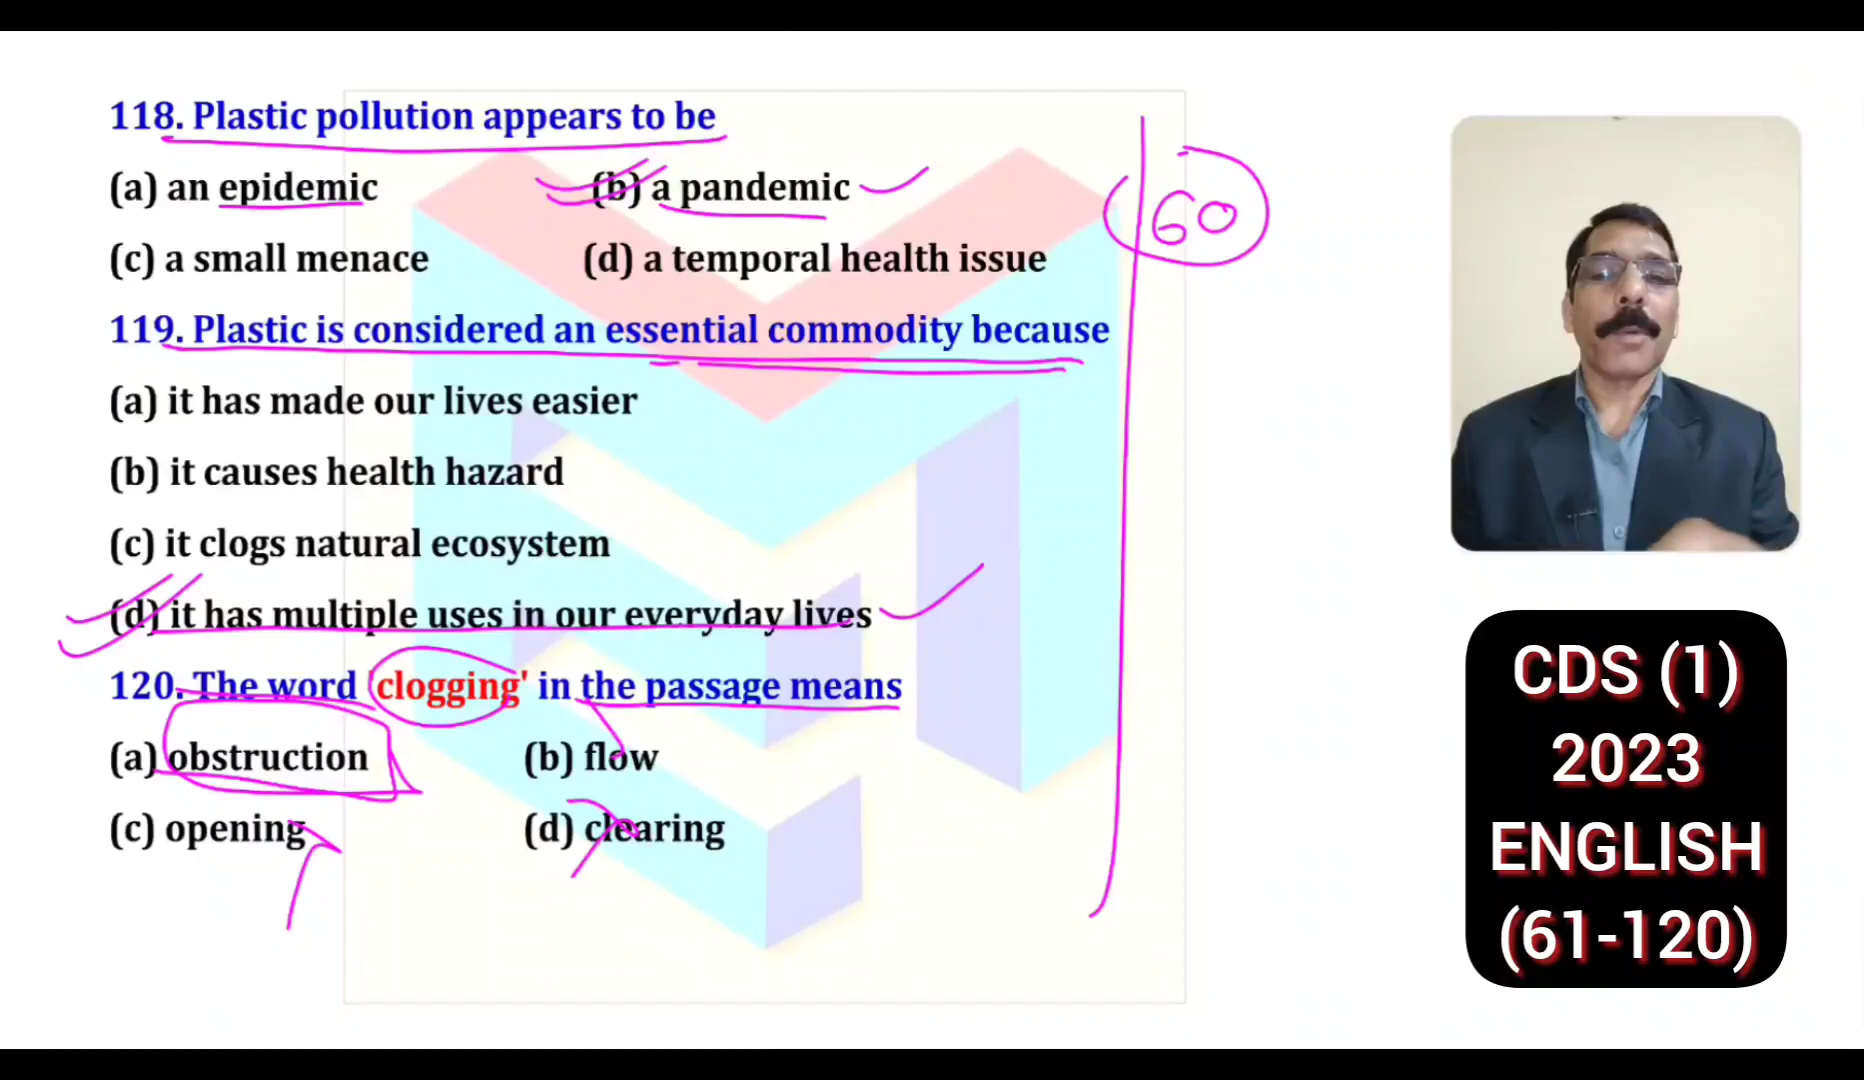 118. Plastic pollution appears to be
(a) an epidemic (b) a pandemic
(c) a small menace (d) a temporal health issue
119. Plastic is considered an essential commodity because
(a) it has made our lives easier
(b) it causes health hazard
(c) it clogs natural ecosystem
(d) it has multiple uses in our everyday lives
120. The word 'clogging' in the passage means
(a) obstruction (b) flow
(c) opening (d) clearing
60
CDS (1)
2023
ENGLISH
(61-120)